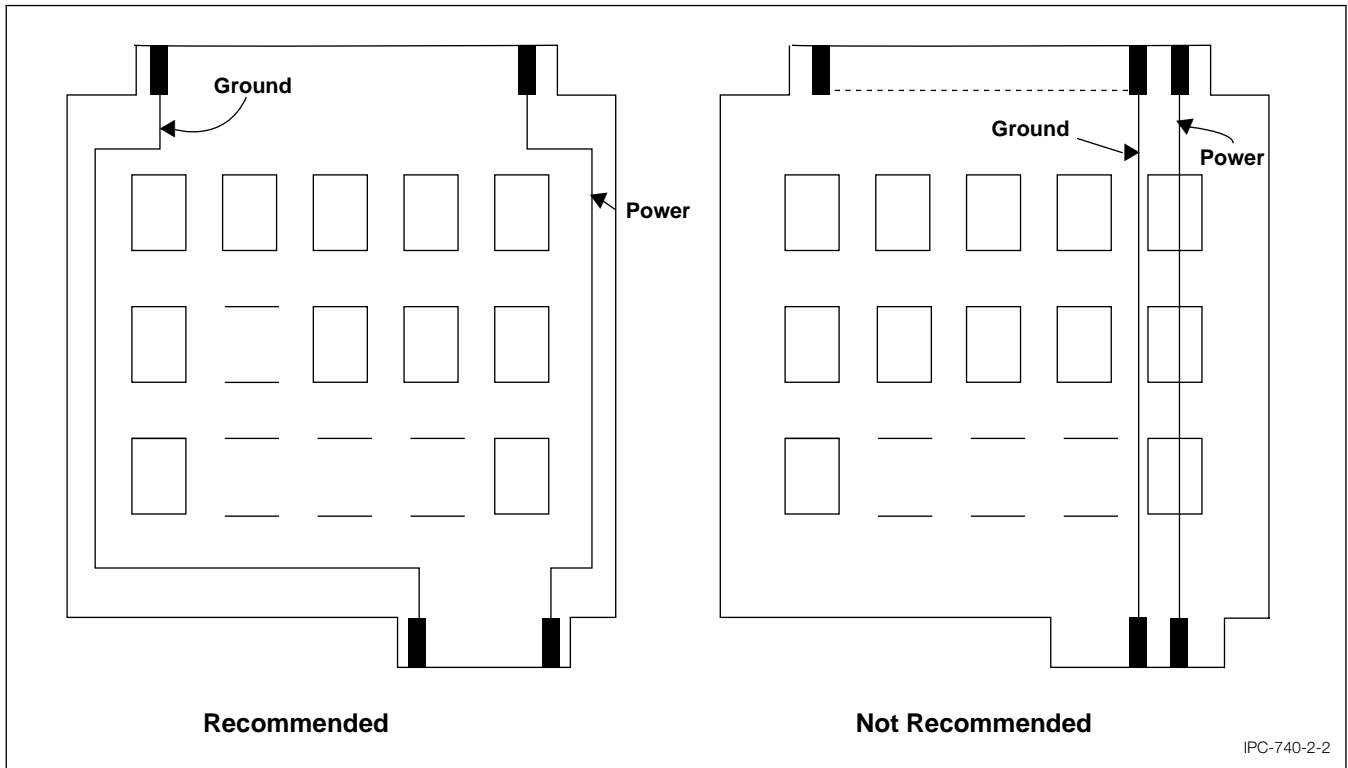 Ground
Power
Ground
Power
Recommended
Not Recommended
IPC-740-2-2